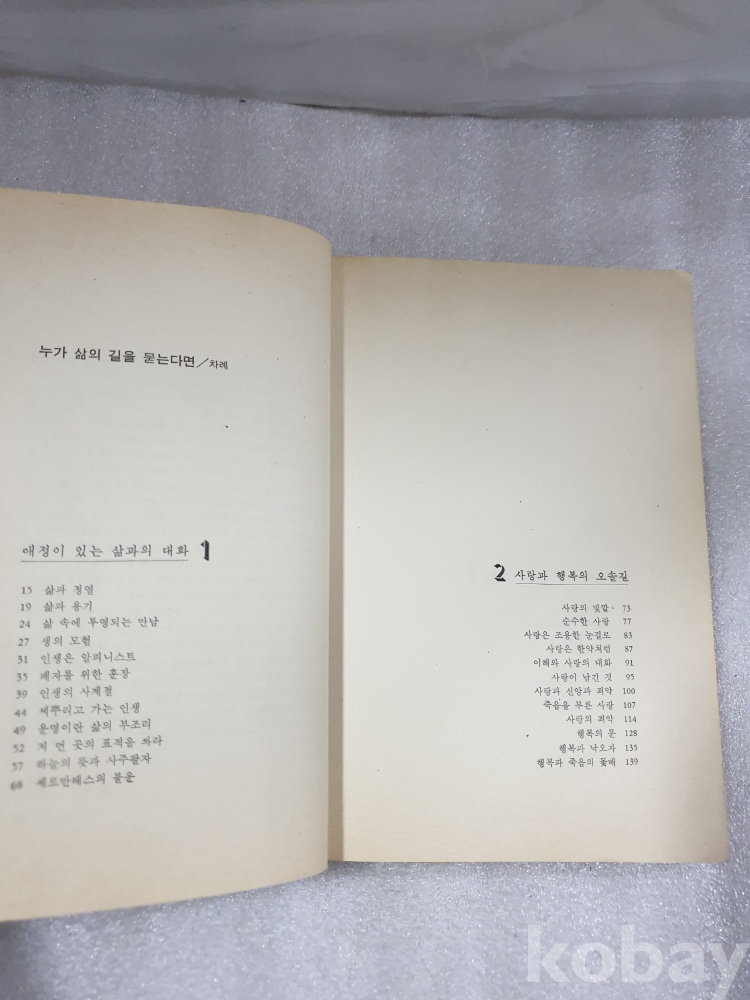 누가 삶의 길을 묻는다면／차례
애정이 있는 삶과의 대화 1
15 삶과 정열
19 삶과 용기
24 삶 속에 투영되는 만남
27 생의 모험
31 인생은 알피니스트
35 패자를 위한 훈장
39 인생의 사계절
44 씨뿌리고 가는 인생
49 운명이란 삶의 부조리
52 저 먼 곳의 표적을 쏴라
57 하늘의 뜻과 사주팔자
68 세르반테스의 불운
2 사랑과 행복의 오솔길
사랑의 빛깔 · 73
순수한 사랑 77
사랑은 조용한 눈길로 83
사랑은 한약처럼 87
이혜와 사랑의 대화 91
사랑이 남긴 것 95
사랑과 신앙과 죄악 100
죽음을 부른 사랑 107
사랑의 죄악 114
행복의 문 128
행복과 낙오자 135
행복과 죽음의 돛배 139
kobay